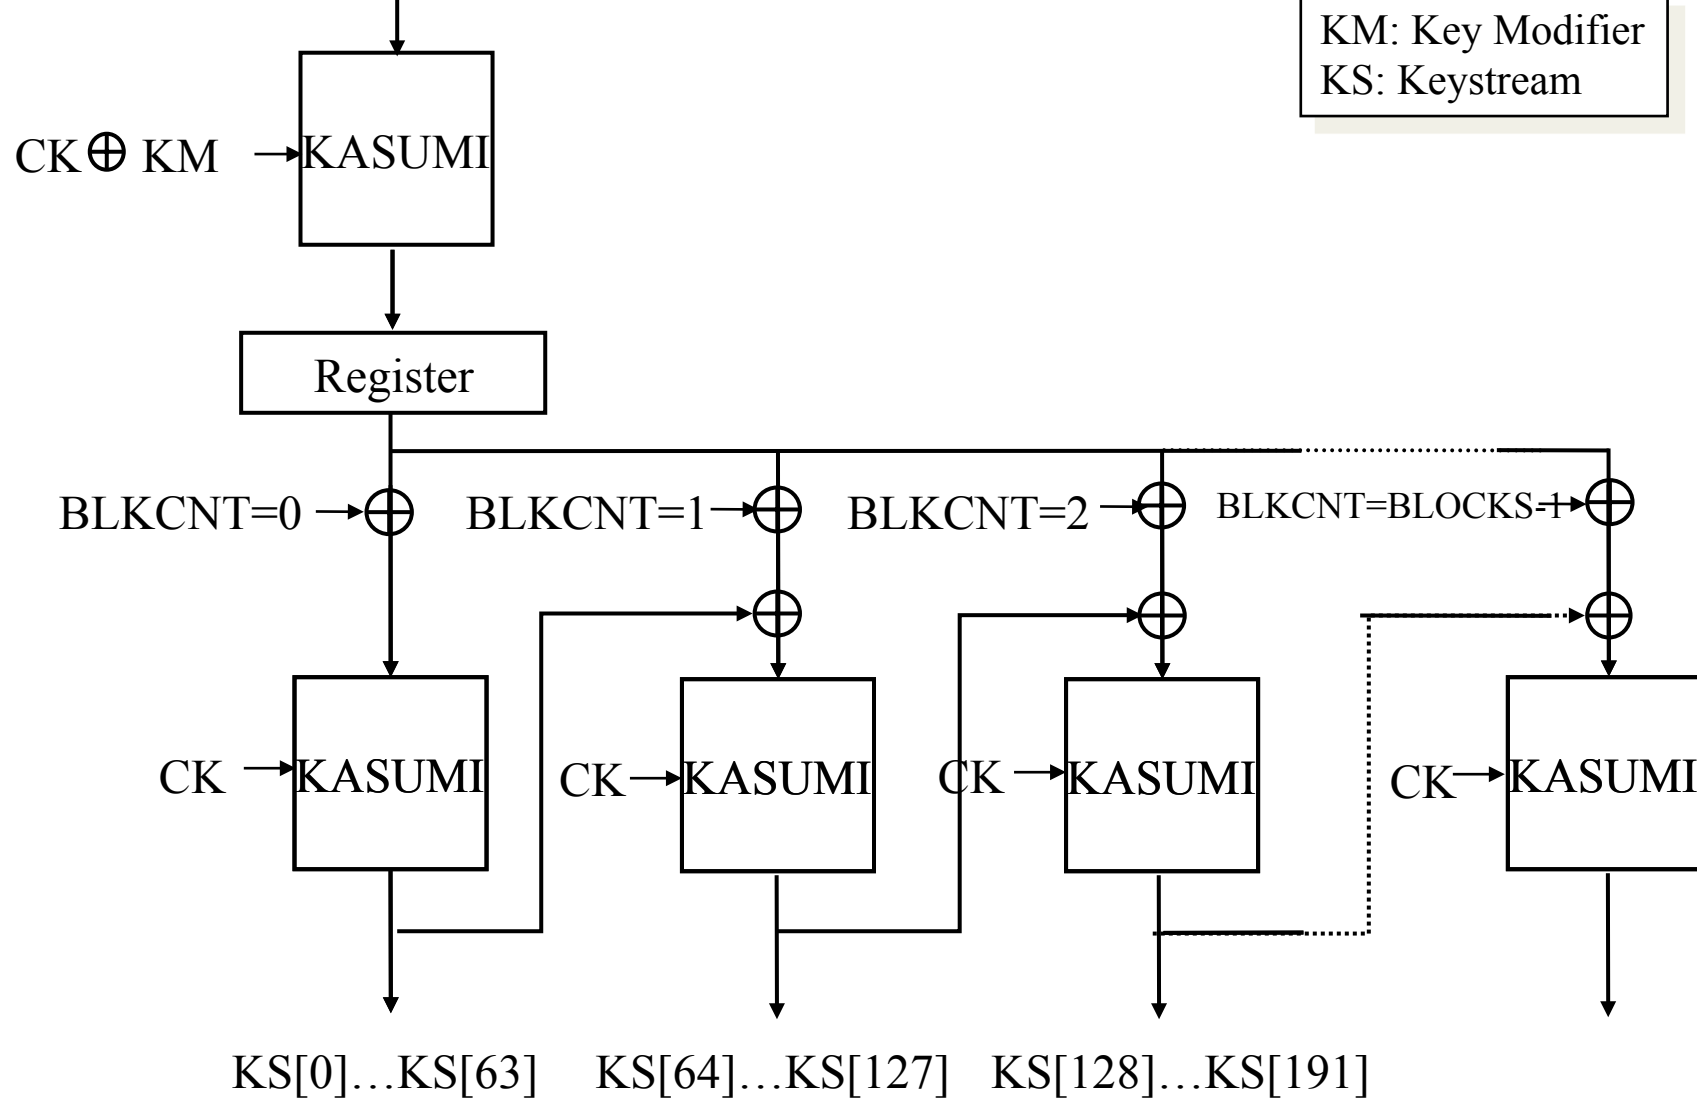 KM: Key Modifier
KS: Keystream
CK ⊕ KM
KASUMI
Register
BLKCNT=0
BLKCNT=1
BLKCNT=2
BLKCNT=BLOCKS-1
CK
KASUMI
CK
KASUMI
CK
KASUMI
CK
KASUMI
KS[0]…KS[63]
KS[64]…KS[127]
KS[128]…KS[191]